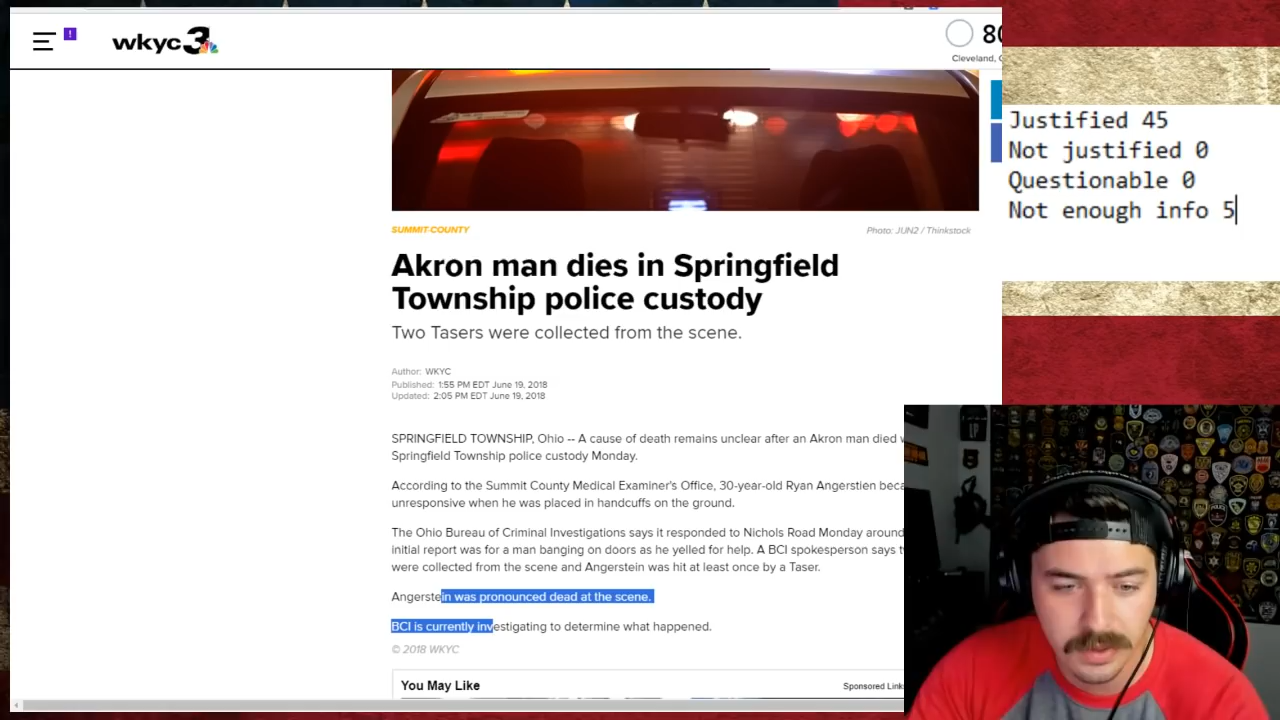 !
wkyc3
80
Cleveland,
SUMMIT-COUNTY
Photo: JUN2 / Thinkstock
Akron man dies in Springfield
Township police custody
Two Tasers were collected from the scene.
Author: WKYC
Published: 1:55 PM EDT June 19, 2018
Updated: 2:05 PM EDT June 19, 2018
SPRINGFIELD TOWNSHIP, Ohio -- A cause of death remains unclear after an Akron man died
Springfield Township police custody Monday.
According to the Summit County Medical Examiner's Office, 30-year-old Ryan Angerstien
unresponsive when he was placed in handcuffs on the ground.
The Ohio Bureau of Criminal Investigations says it responded to Nichols Road Monday around
initial report was for a man banging on doors as he yelled for help. A BCI spokesperson says
were collected from the scene and Angerstein was hit at least once by a Taser.
Angerstein was pronounced dead at the scene.
BCI is currently investigating to determine what happened.
© 2018 WKYC
You May Like
Sponsored
Justified 45
Not justified 0
Questionable 0
Not enough info 5